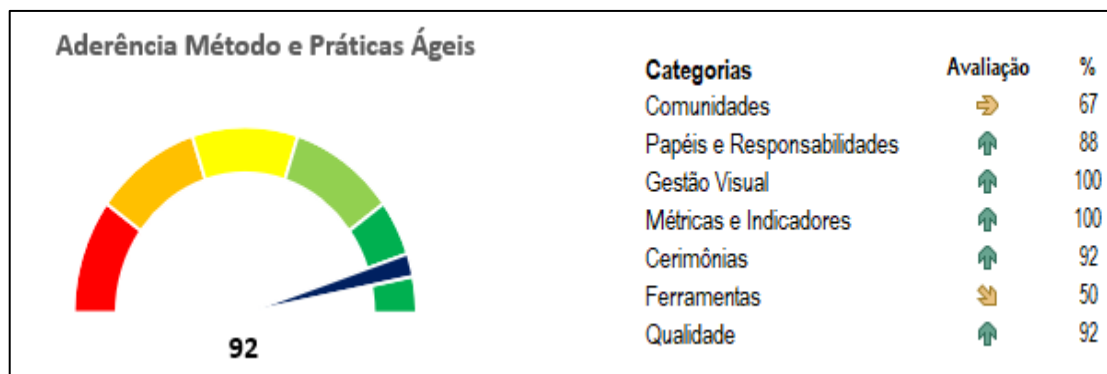 Aderência Método e Práticas Ágeis
92
Categorias Avaliação %
Comunidades 67
Papéis e Responsabilidades 88
Gestão Visual 100
Métricas e Indicadores 100
Cerimônias 92
Ferramentas 50
Qualidade 92